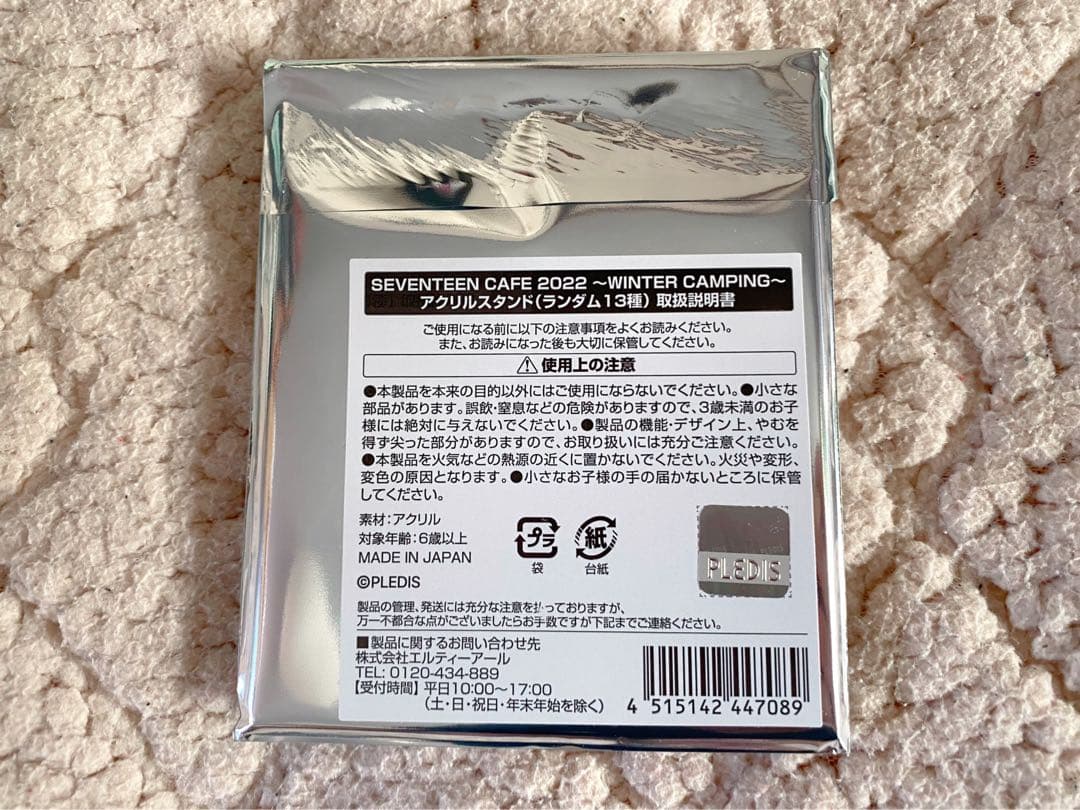 SEVENTEEN CAFE 2022 ～WINTER CAMPING～
アクリルスタンド(ランダム13種) 取扱説明書
ご使用になる前に以下の注意事項をよくお読みください。
また、お読みになった後も大切に保管してください。
⚠使用上の注意
●本製品を本来の目的以外にはご使用にならないでください。●小さな
部品があります。誤飲・窒息などの危険がありますので、3歳未満のお子
様には絶対に与えないでください。●製品の機能・デザイン上、やむを
得ず尖った部分がありますので、お取り扱いには充分ご注意ください。
●本製品を火気などの熱源の近くに置かないでください。火災や変形、
変色の原因となります。●小さなお子様の手の届かないところに保管
してください。
素材：アクリル
対象年齢：6歳以上
MADE IN JAPAN
©PLEDIS
プラ
袋
紙
台紙
PLEDIS
製品の管理、発送には充分な注意を払っておりますが、
万一不都合な点がございましたらお手数ですが下記までご連絡ください。
■製品に関するお問い合わせ先
株式会社エルティーアール
TEL: 0120-434-889
【受付時間】平日10:00～17:00
(土・日・祝日・年末年始を除く)
4 515142 447089